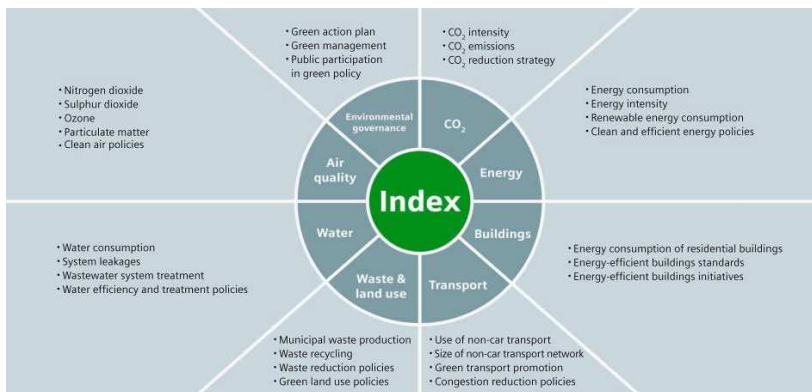 • Green action plan
• Green management
• Public participation
in green policy
• CO₂ intensity
• CO₂ emissions
• CO₂ reduction strategy
• Nitrogen dioxide
• Sulphur dioxide
• Ozone
• Particulate matter
• Clean air policies
• Energy consumption
• Energy intensity
• Renewable energy consumption
• Clean and efficient energy policies
Environmental
governance
CO₂
Air
quality
Energy
Index
Water
Buildings
Waste &
land use
Transport
• Water consumption
• System leakages
• Wastewater system treatment
• Water efficiency and treatment policies
• Energy consumption of residential buildings
• Energy-efficient buildings standards
• Energy-efficient buildings initiatives
• Municipal waste production
• Waste recycling
• Waste reduction policies
• Green land use policies
• Use of non-car transport
• Size of non-car transport network
• Green transport promotion
• Congestion reduction policies